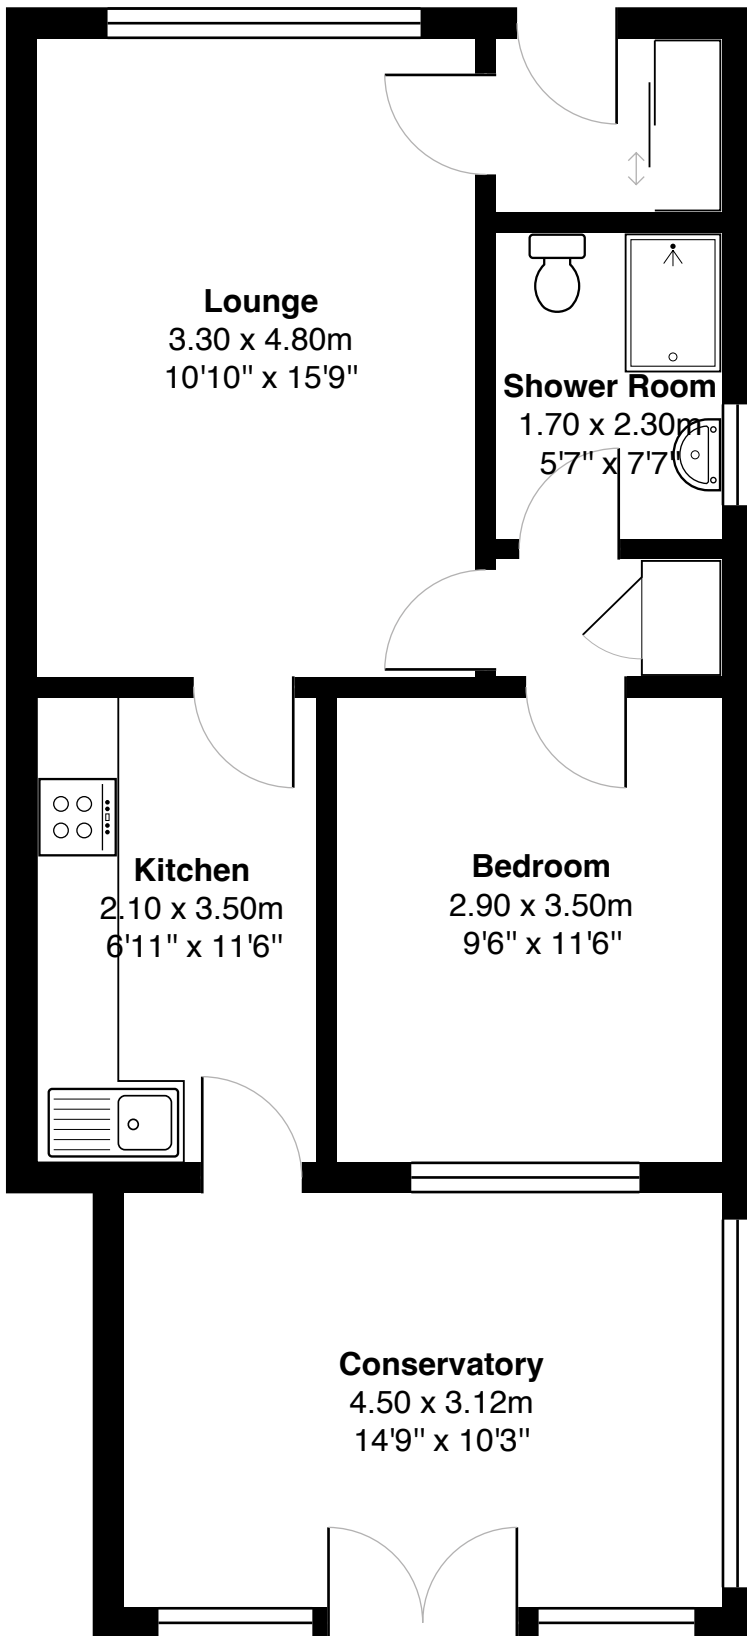 Lounge
3.30 x 4.80m
10'10" x 15'9"
Shower Room
1.70 x 2.30m
5'7" x 7'7"
Kitchen
2.10 x 3.50m
6'11" x 11'6"
Bedroom
2.90 x 3.50m
9'6" x 11'6"
Conservatory
4.50 x 3.12m
14'9" x 10'3"